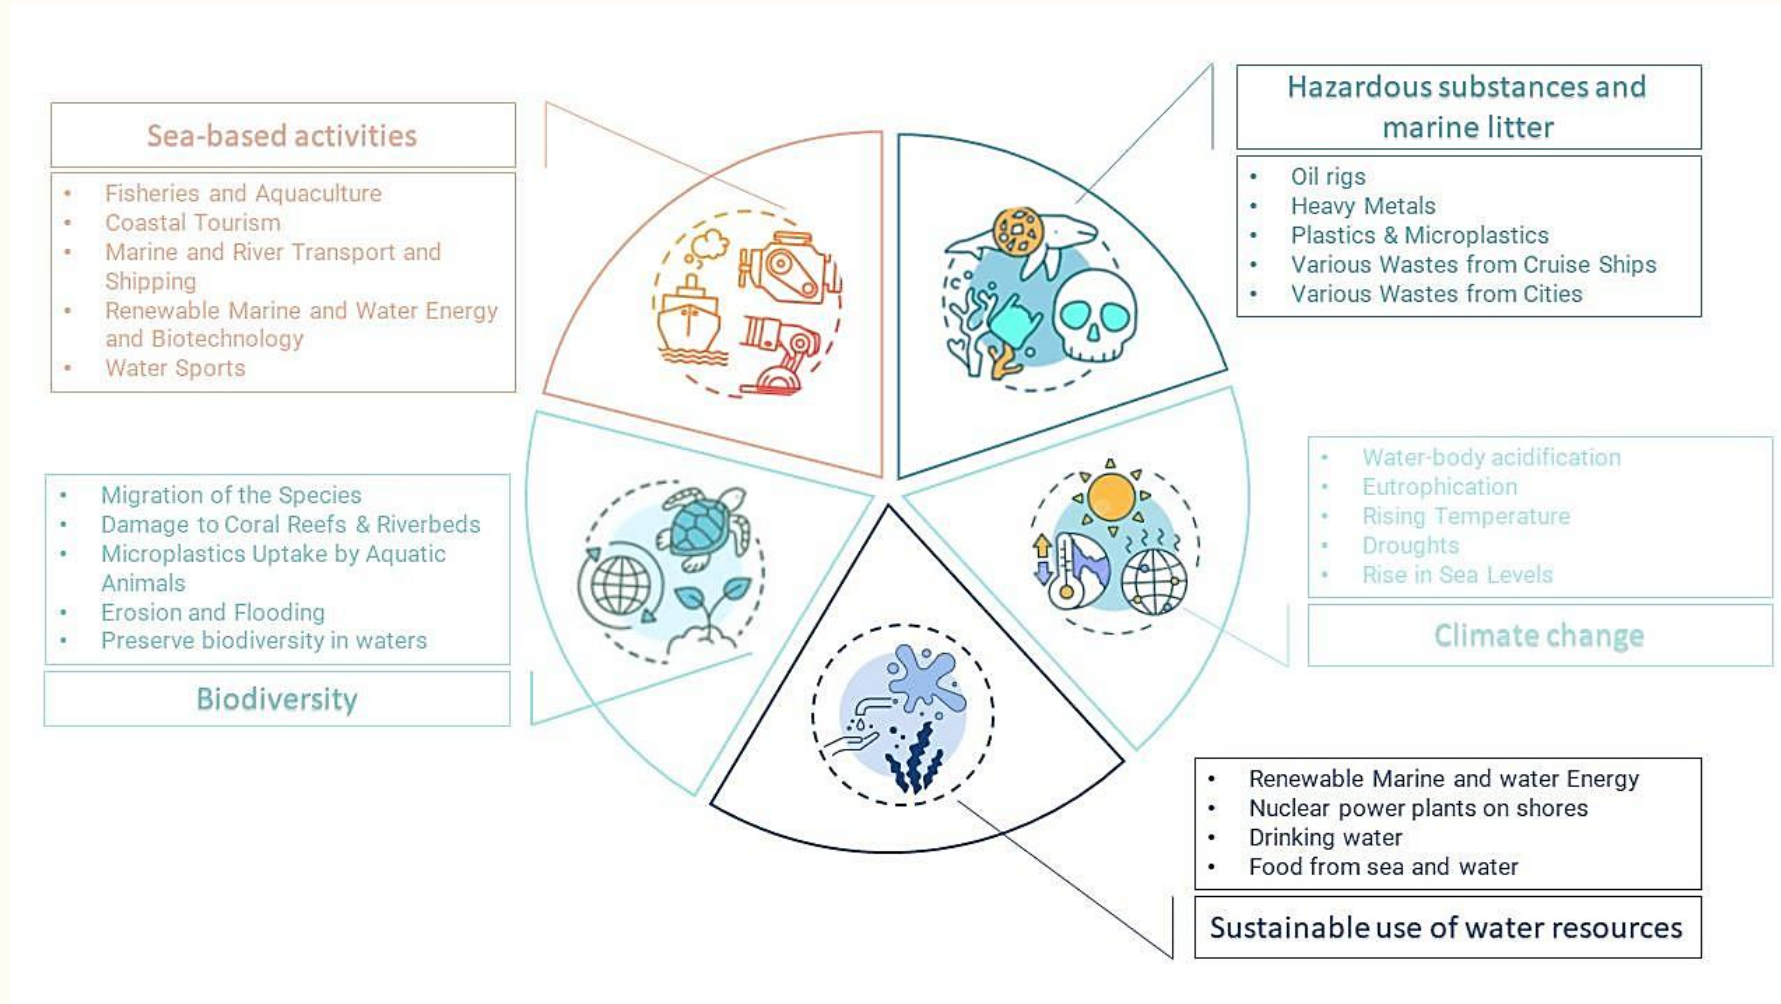 Sea-based activities
• Fisheries and Aquaculture
• Coastal Tourism
• Marine and River Transport and
Shipping
• Renewable Marine and Water Energy
and Biotechnology
• Water Sports
Hazardous substances and
marine litter
• Oil rigs
• Heavy Metals
• Plastics & Microplastics
• Various Wastes from Cruise Ships
• Various Wastes from Cities
• Migration of the Species
• Damage to Coral Reefs & Riverbeds
• Microplastics Uptake by Aquatic
Animals
• Erosion and Flooding
• Preserve biodiversity in waters
Biodiversity
• Water-body acidification
• Eutrophication
• Rising Temperature
• Droughts
• Rise in Sea Levels
Climate change
• Renewable Marine and water Energy
• Nuclear power plants on shores
• Drinking water
• Food from sea and water
Sustainable use of water resources